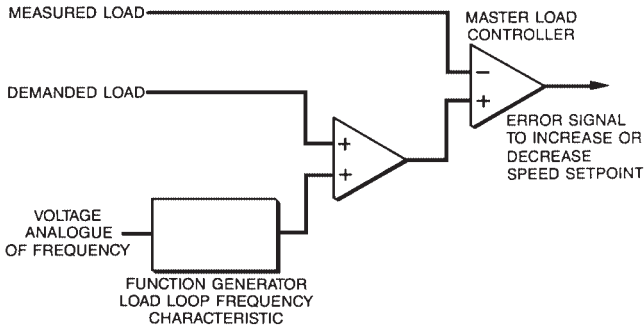 MEASURED LOAD
MASTER LOAD
CONTROLLER
−
+
DEMANDED LOAD
ERROR SIGNAL
TO INCREASE OR
DECREASE
SPEED SETPOINT
+
+
VOLTAGE
ANALOGUE
OF FREQUENCY
FUNCTION GENERATOR
LOAD LOOP FREQUENCY
CHARACTERISTIC